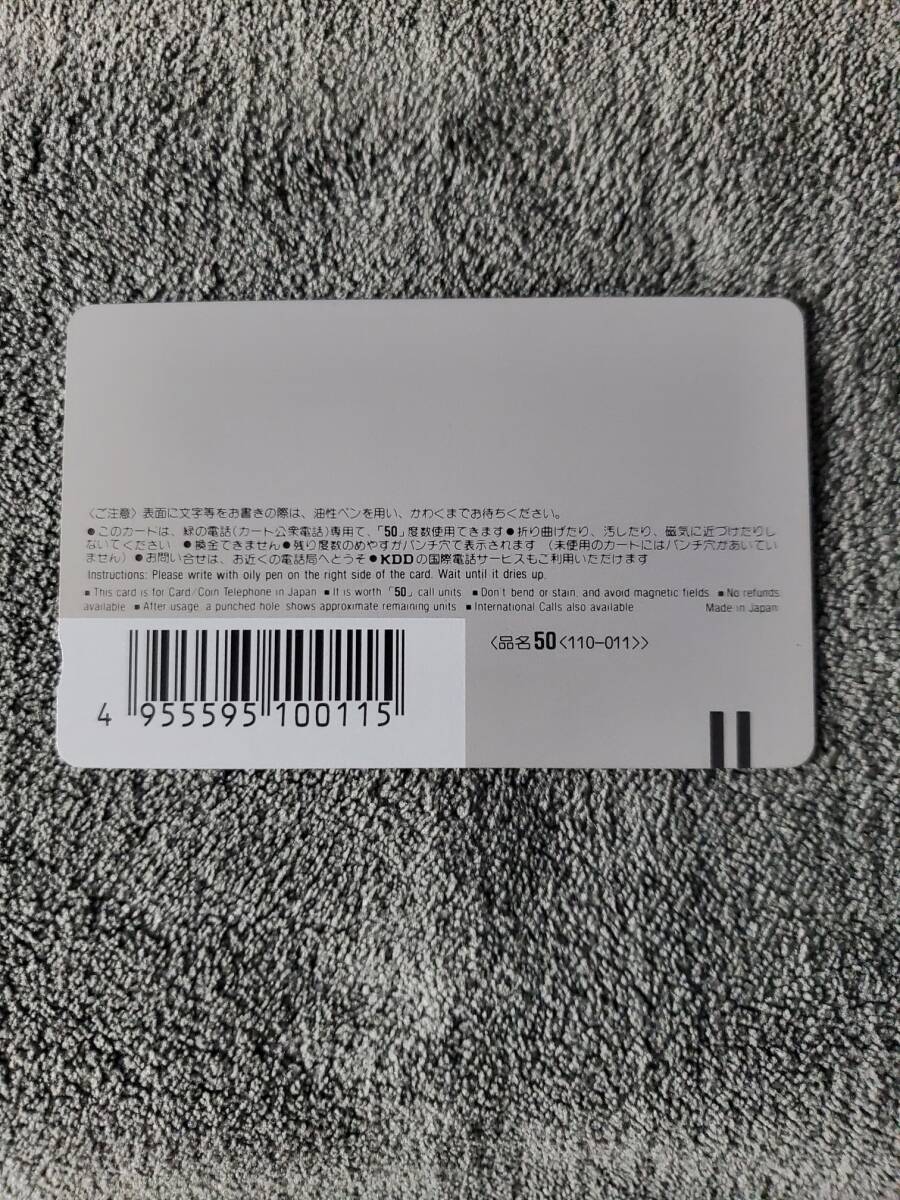 〈ご注意〉表面に文字等をお書きの際は、油性ペンを用い、かわくまでお待ちください。
●このカードは、緑の電話(カード公衆電話)専用で、「50」度数使用できます●折り曲げたり、汚したり、磁気に近づけたりし
ないでください ●換金できません●残り度数のめやすがパンチ穴で表示されます (未使用のカードにはパンチ穴があいてい
ません)●お問い合せは、お近くの電話局へどうぞ●KDDの国際電話サービスもご利用いただけます
Instructions: Please write with oily pen on the right side of the card. Wait until it dries up.
■ This card is for Card/Coin Telephone in Japan ■ It is worth「50」call units ■ Don't bend or stain, and avoid magnetic fields ■ No refunds
available ■ After usage, a punched hole shows approximate remaining units ■ International Calls also available Made in Japan
〈品名50<110-011>〉
4 955595 100115